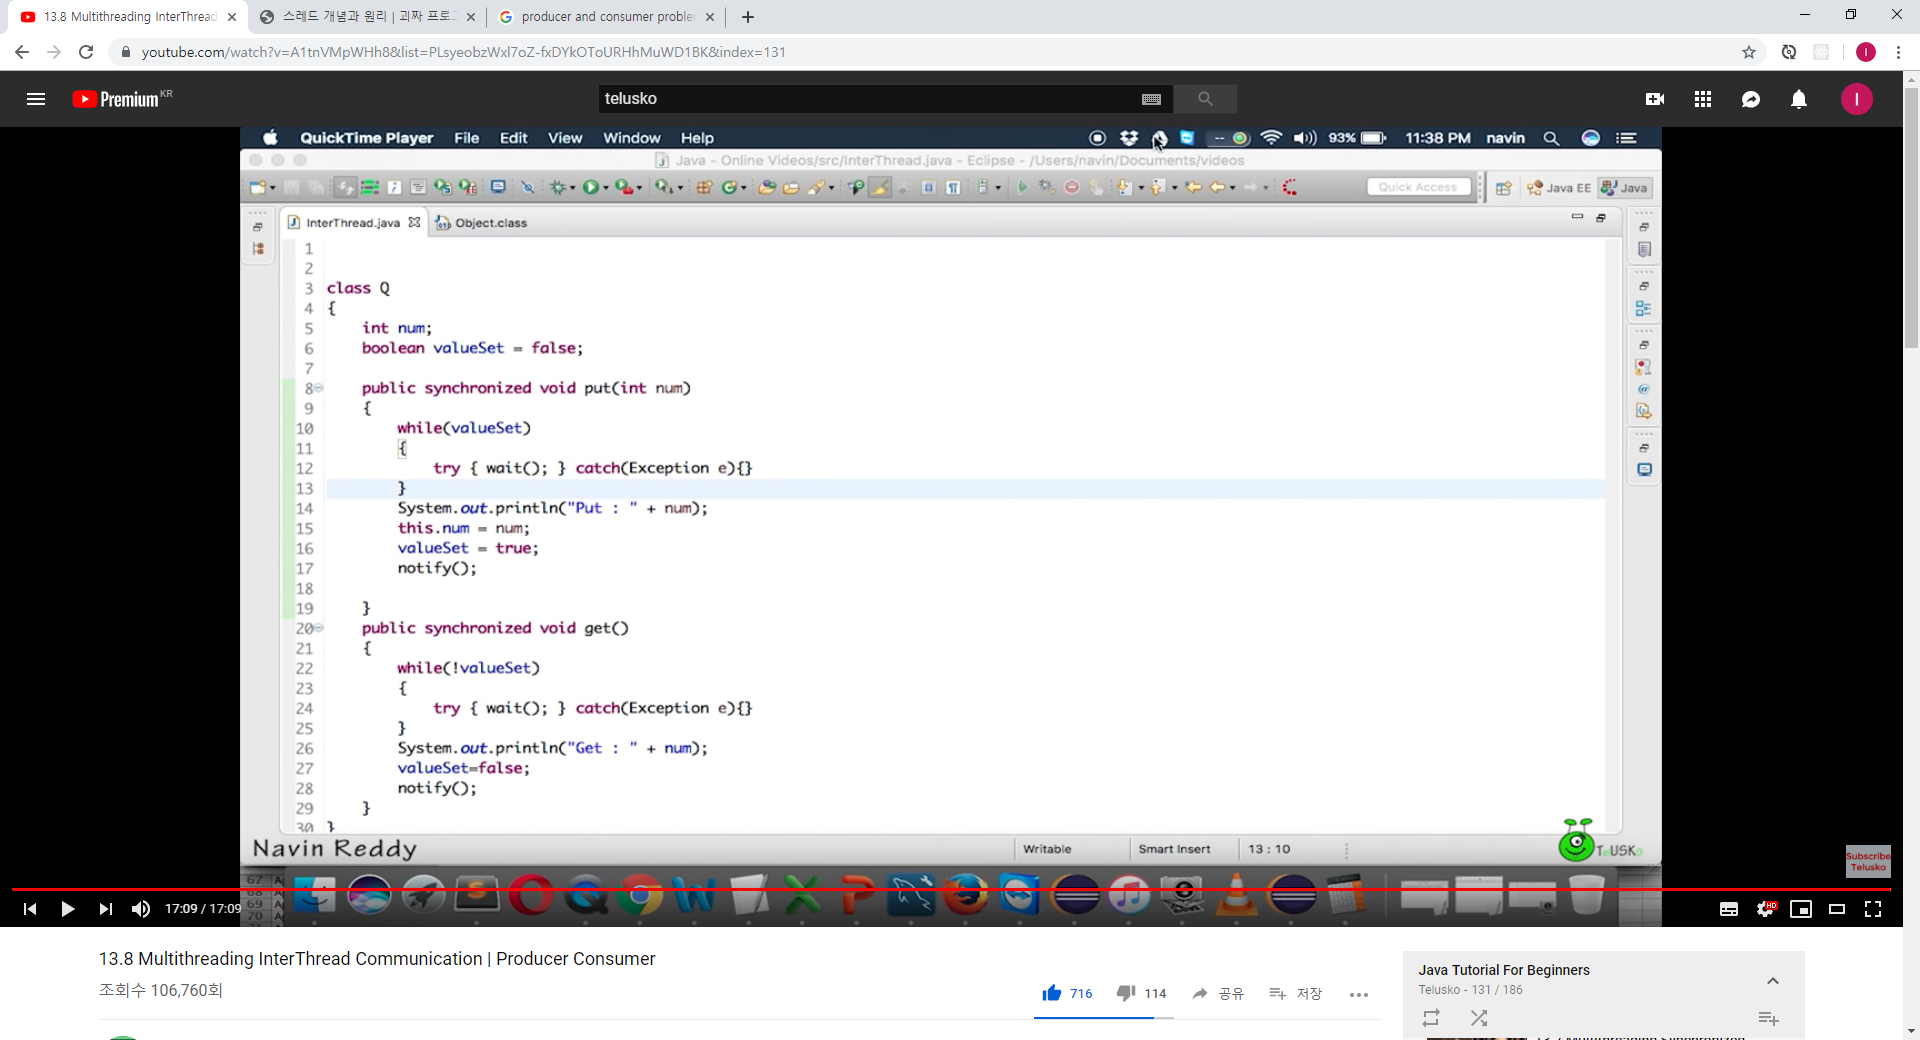 13.8 Multithreading InterThread
스레드 개념과 원리 | 괴짜 프로그
producer and consumer problem
youtube.com/watch?v=A1tnVMpWHh8&list=PLsyeobzWxl7oZ-fxDYkOToURHhMuWD1BK&index=131
I
Premium KR
telusko
I
QuickTime Player File Edit View Window Help
93% 11:38 PM navin
Java - Online Videos/src/InterThread.java - Eclipse - /Users/navin/Documents/videos
Quick Access Java EE Java
InterThread.java Object.class
1
2
3 class Q
4 {
5 int num;
6 boolean valueSet = false;
7
8 public synchronized void put(int num)
9 {
10 while(valueSet)
11 {
12 try { wait(); } catch(Exception e){}
13 }
14 System.out.println("Put : " + num);
15 this.num = num;
16 valueSet = true;
17 notify();
18
19 }
20 public synchronized void get()
21 {
22 while(!valueSet)
23 {
24 try { wait(); } catch(Exception e){}
25 }
26 System.out.println("Get : " + num);
27 valueSet=false;
28 notify();
29 }
30 }
Navin Reddy
Writable Smart Insert 13 : 10
TeLUSKo
Subscribe
Telusko
67 A
68
69
70
17:09 / 17:09
HD
13.8 Multithreading InterThread Communication | Producer Consumer
조회수 106,760회
716 114 공유 저장
Java Tutorial For Beginners
Telusko - 131 / 186